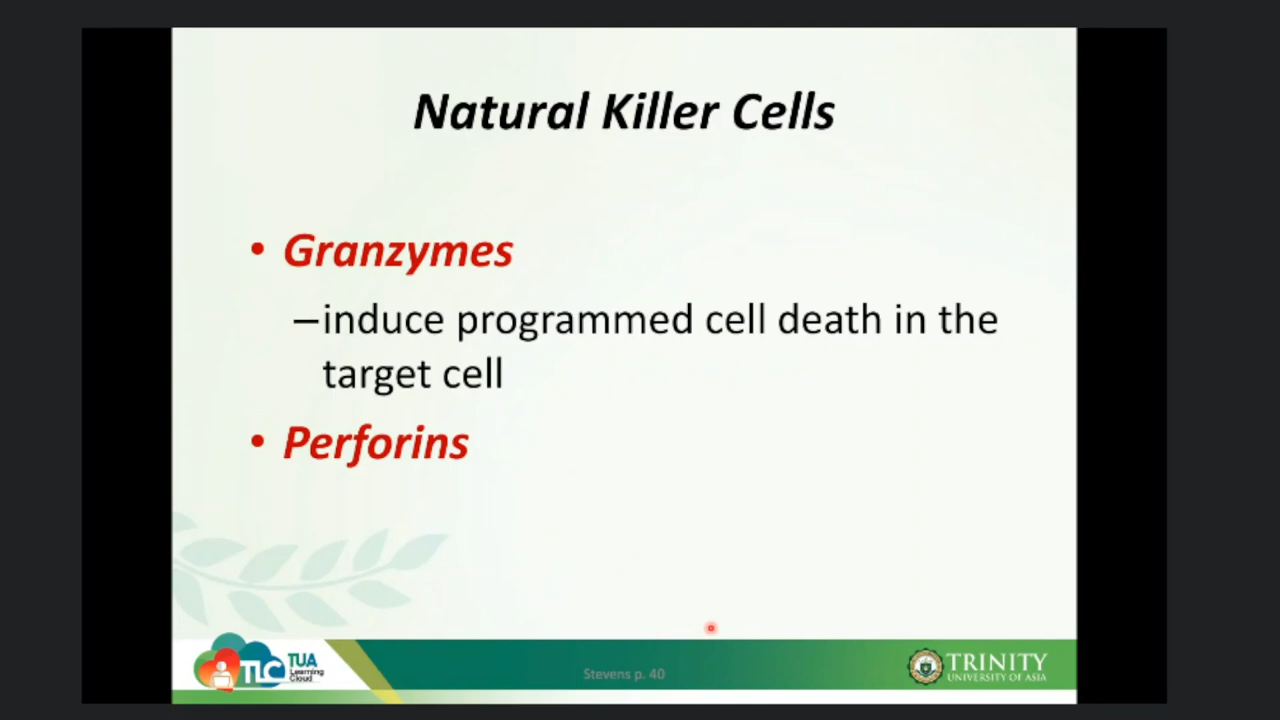 Natural Killer Cells
• Granzymes
–induce programmed cell death in the
target cell
• Perforins
TLC TUA
Learning
Cloud
Stevens p. 40
TRINITY
UNIVERSITY OF ASIA